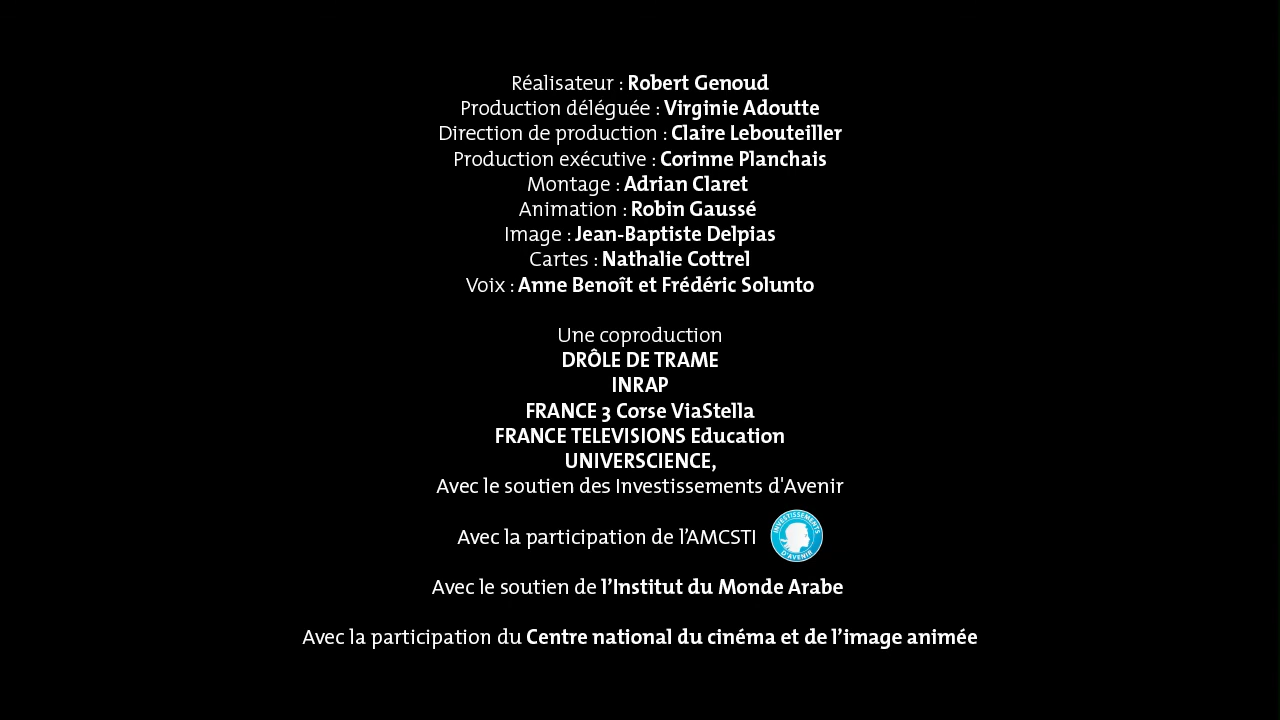 Réalisateur : Robert Genoud
Production déléguée : Virginie Adoutte
Direction de production : Claire Lebouteiller
Production exécutive : Corinne Planchais
Montage : Adrian Claret
Animation : Robin Gaussé
Image : Jean-Baptiste Delpias
Cartes : Nathalie Cottrel
Voix : Anne Benoît et Frédéric Solunto
Une coproduction
DRÔLE DE TRAME
INRAP
FRANCE 3 Corse ViaStella
FRANCE TELEVISIONS Education
UNIVERSCIENCE,
Avec le soutien des Investissements d'Avenir
Avec la participation de l’AMCSTI
INVESTISSEMENTS D'AVENIR
Avec le soutien de l’Institut du Monde Arabe
Avec la participation du Centre national du cinéma et de l’image animée